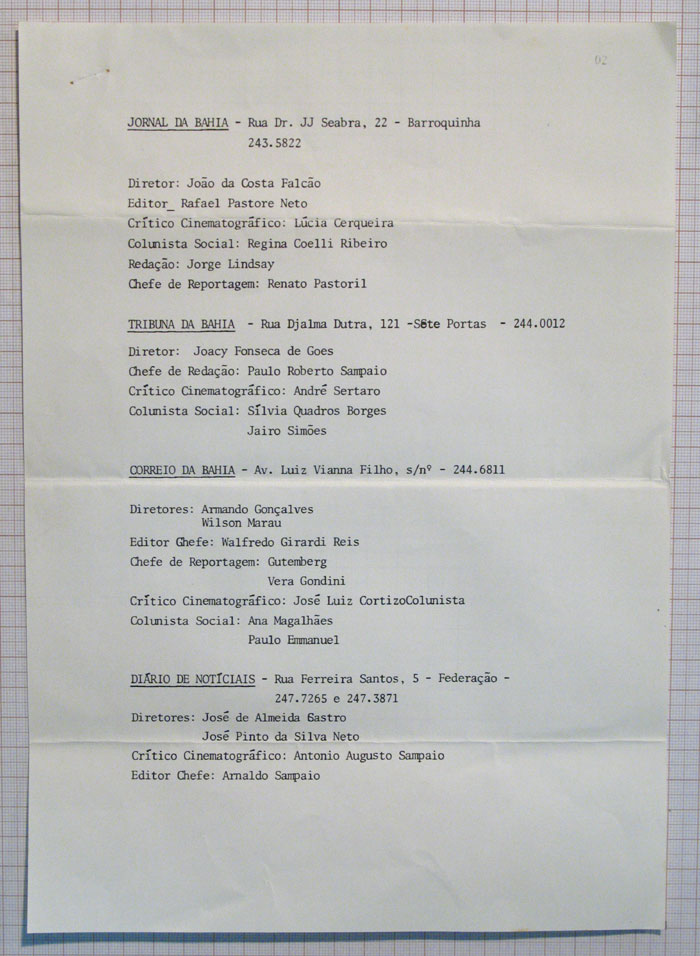 02
JORNAL DA BAHIA - Rua Dr. JJ Seabra, 22 - Barroquinha
243.5822
Diretor: João da Costa Falcão
Editor_ Rafael Pastore Neto
Crítico Cinematográfico: Lúcia Cerqueira
Colunista Social: Regina Coelli Ribeiro
Redação: Jorge Lindsay
Chefe de Reportagem: Renato Pastoril
TRIBUNA DA BAHIA - Rua Djalma Dutra, 121 -Sete Portas - 244.0012
Diretor: Joacy Fonseca de Goes
Chefe de Redação: Paulo Roberto Sampaio
Crítico Cinematográfico: André Sertaro
Colunista Social: Sílvia Quadros Borges
Jairo Simões
CORREIO DA BAHIA - Av. Luiz Vianna Filho, s/nº - 244.6811
Diretores: Armando Gonçalves
Wilson Marau
Editor Chefe: Walfredo Girardi Reis
Chefe de Reportagem: Gutemberg
Vera Gondini
Crítico Cinematográfico: José Luiz CortizoColunista
Colunista Social: Ana Magalhães
Paulo Emmanuel
DIÁRIO DE NOTÍCIAIS - Rua Ferreira Santos, 5 - Federação -
247.7265 e 247.3871
Diretores: José de Almeida Castro
José Pinto da Silva Neto
Crítico Cinematográfico: Antonio Augusto Sampaio
Editor Chefe: Arnaldo Sampaio